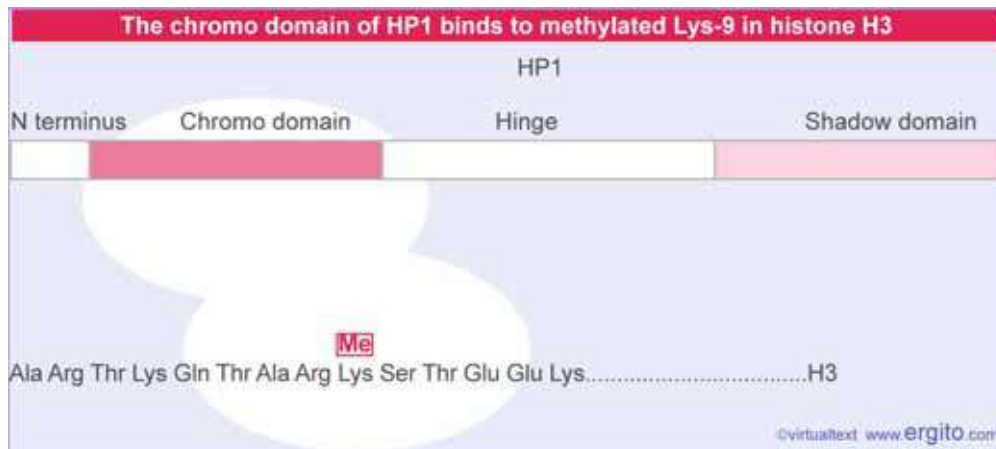 The chromo domain of HP1 binds to methylated Lys-9 in histone H3
HP1
N terminus Chromo domain Hinge Shadow domain
Me
Ala Arg Thr Lys Gln Thr Ala Arg Lys Ser Thr Glu Glu Lys...................................H3
©virtualtext www.ergito.com